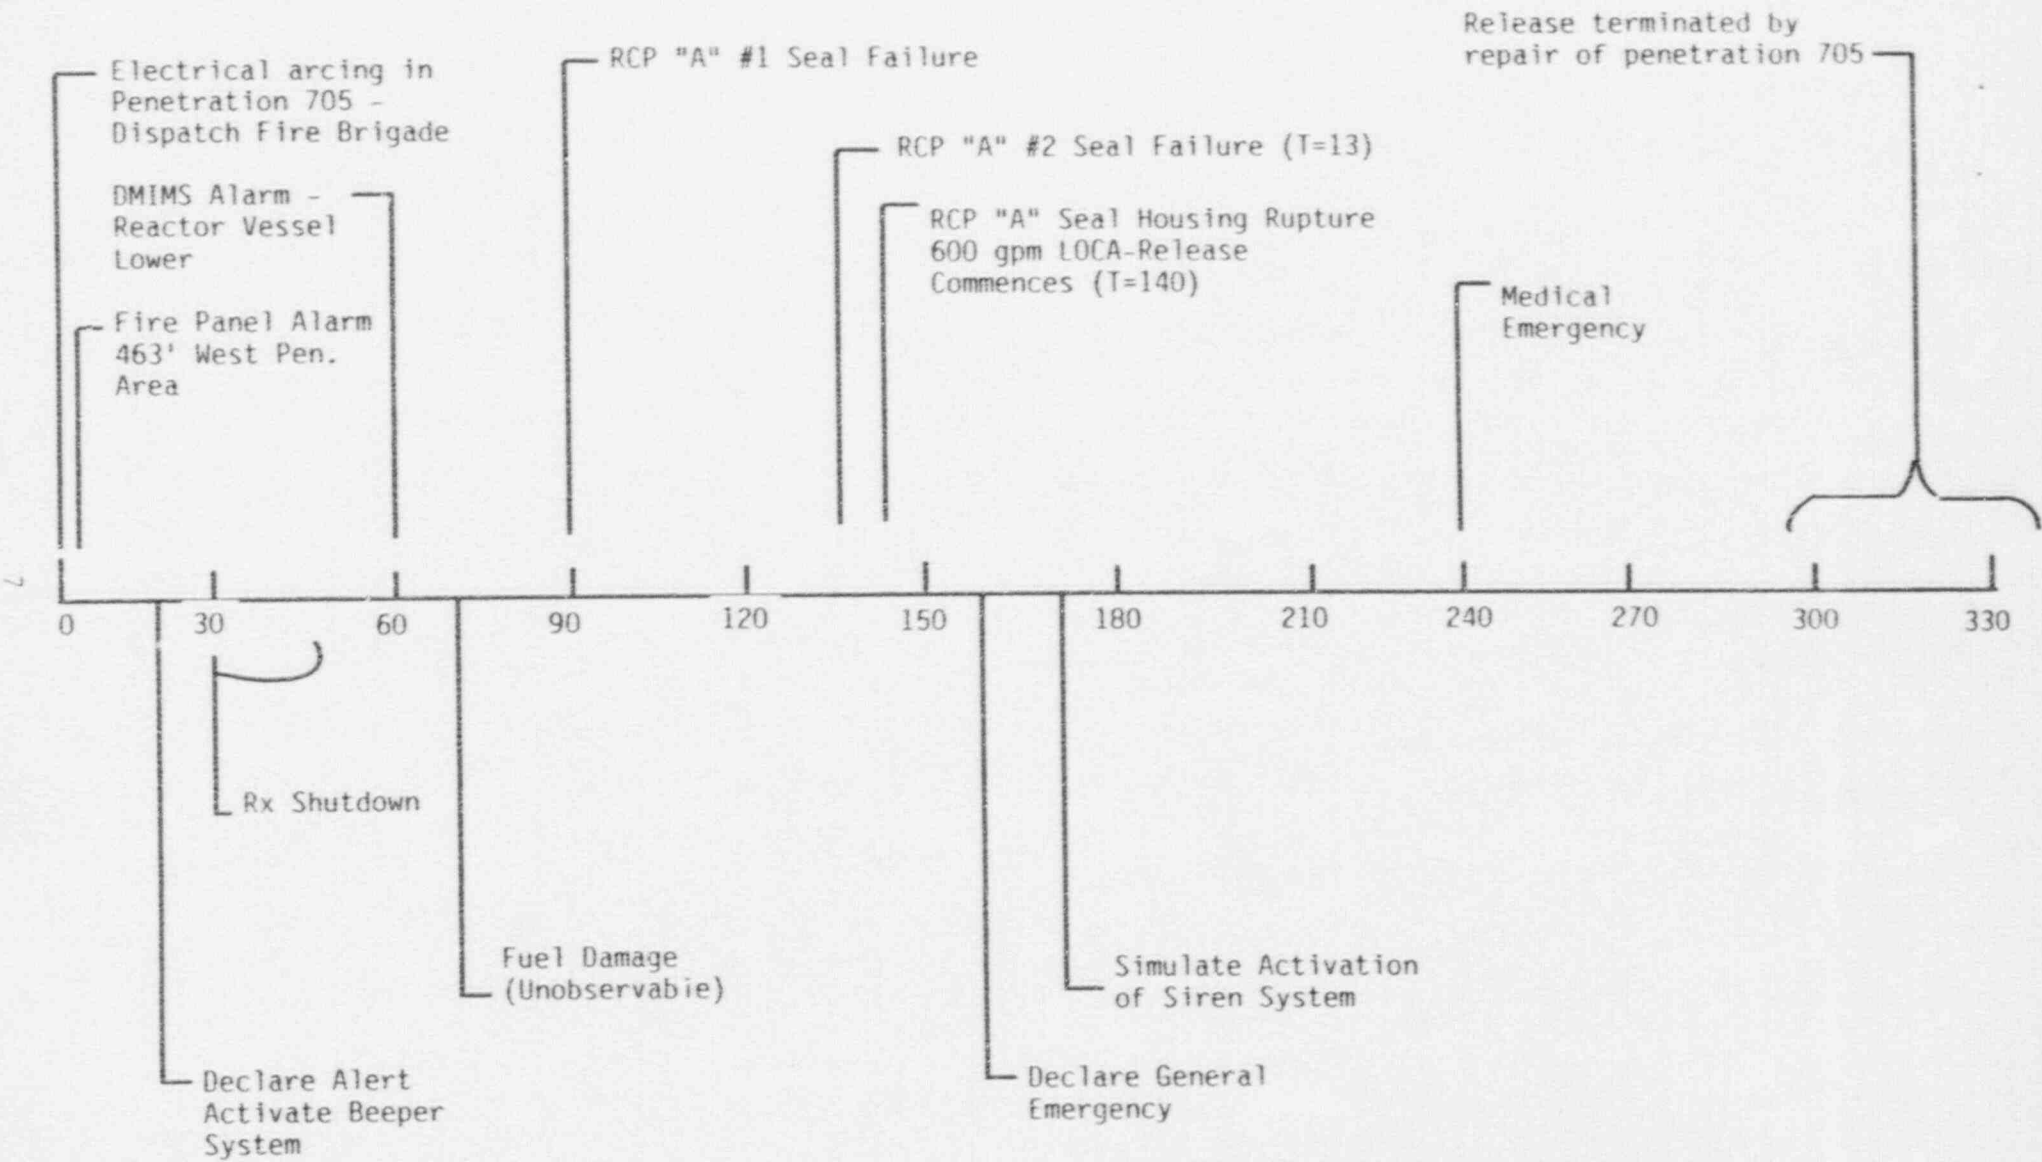 Release terminated by
repair of penetration 705
Electrical arcing in
Penetration 705 -
Dispatch Fire Brigade
RCP "A" #1 Seal Failure
RCP "A" #2 Seal Failure (T=13)
DMIMS Alarm -
Reactor Vessel
Lower
RCP "A" Seal Housing Rupture
600 gpm LOCA-Release
Commences (T=140)
Medical
Emergency
Fire Panel Alarm
463' West Pen.
Area
7
0 30 60 90 120 150 180 210 240 270 300 330
Rx Shutdown
Fuel Damage
(Unobservabie)
Simulate Activation
of Siren System
Declare Alert
Activate Beeper
System
Declare General
Emergency